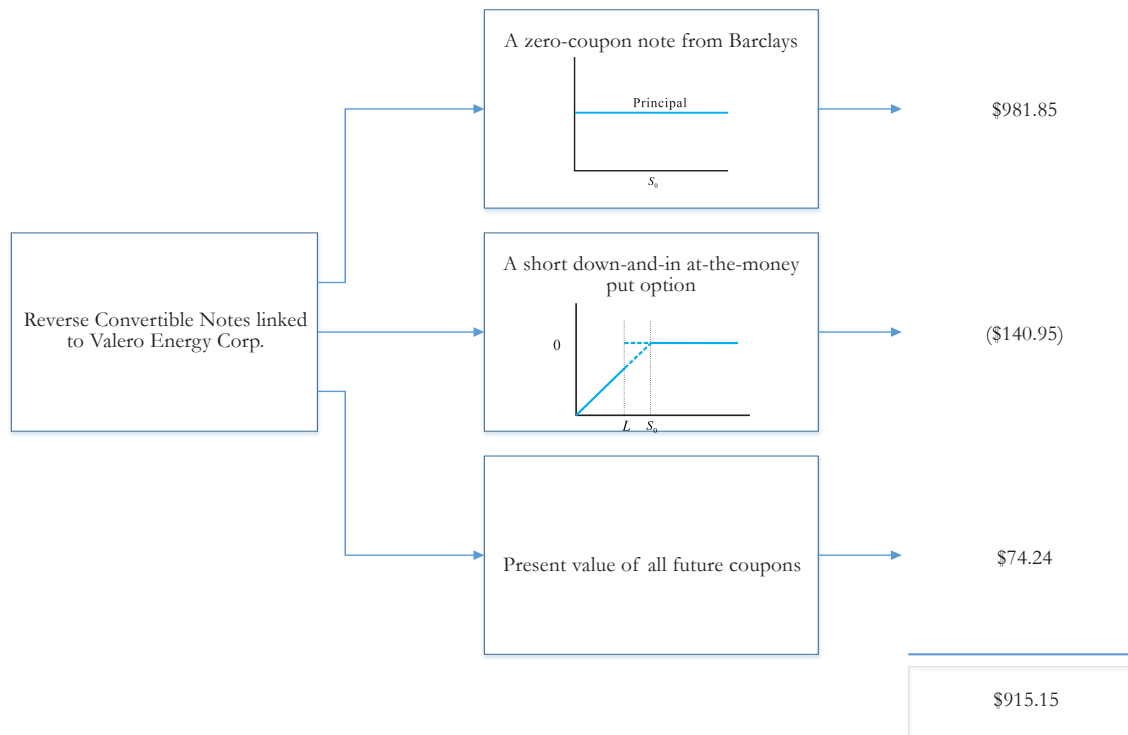 A zero-coupon note from Barclays
Principal
S₀
$981.85
Reverse Convertible Notes linked
to Valero Energy Corp.
A short down-and-in at-the-money
put option
0
L S₀
($140.95)
Present value of all future coupons
$74.24
$915.15